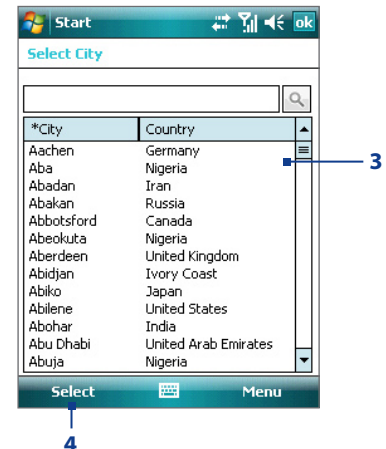 Start ok
Select City
*City Country
Aachen Germany
Aba Nigeria
Abadan Iran
Abakan Russia
Abbotsford Canada
Abeokuta Nigeria
Aberdeen United Kingdom
Abidjan Ivory Coast
Abiko Japan
Abilene United States
Abohar India
Abu Dhabi United Arab Emirates
Abuja Nigeria
3
Select Menu
4